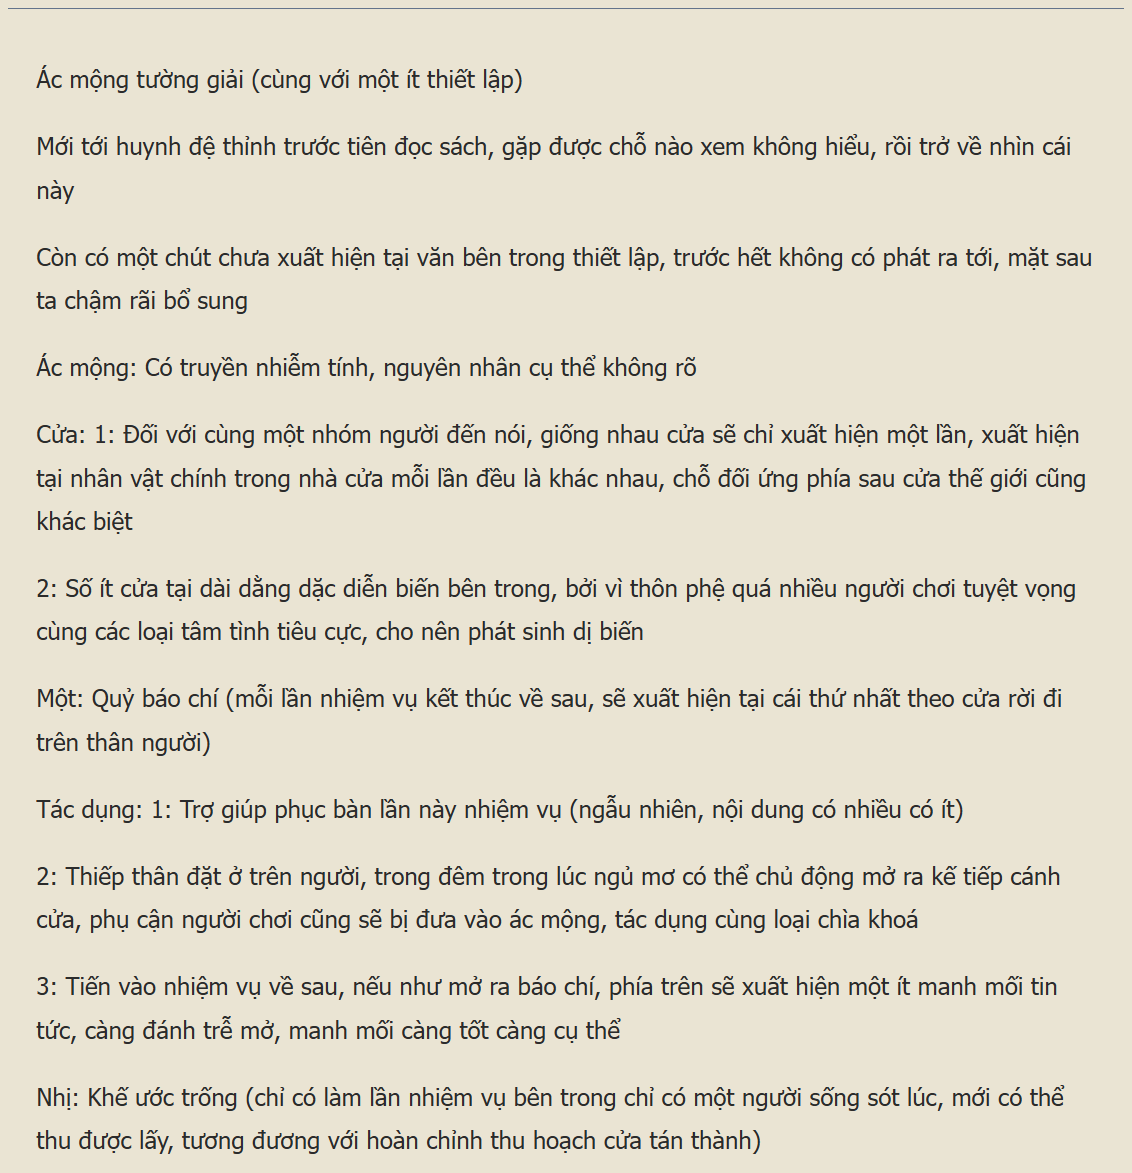 Ác mộng tường giải (cùng với một ít thiết lập)
Mới tới huynh đệ thỉnh trước tiên đọc sách, gặp được chỗ nào xem không hiểu, rồi trở về nhìn cái
này
Còn có một chút chưa xuất hiện tại văn bên trong thiết lập, trước hết không có phát ra tới, mặt sau
ta chậm rãi bổ sung
Ác mộng: Có truyền nhiễm tính, nguyên nhân cụ thể không rõ
Cửa: 1: Đối với cùng một nhóm người đến nói, giống nhau cửa sẽ chỉ xuất hiện một lần, xuất hiện
tại nhân vật chính trong nhà cửa mỗi lần đều là khác nhau, chỗ đối ứng phía sau cửa thế giới cũng
khác biệt
2: Số ít cửa tại dài dằng dặc diễn biến bên trong, bởi vì thôn phệ quá nhiều người chơi tuyệt vọng
cùng các loại tâm tình tiêu cực, cho nên phát sinh dị biến
Một: Quỷ báo chí (mỗi lần nhiệm vụ kết thúc về sau, sẽ xuất hiện tại cái thứ nhất theo cửa rời đi
trên thân người)
Tác dụng: 1: Trợ giúp phục bàn lần này nhiệm vụ (ngẫu nhiên, nội dung có nhiều có ít)
2: Thiếp thân đặt ở trên người, trong đêm trong lúc ngủ mơ có thể chủ động mở ra kế tiếp cánh
cửa, phụ cận người chơi cũng sẽ bị đưa vào ác mộng, tác dụng cùng loại chìa khoá
3: Tiến vào nhiệm vụ về sau, nếu như mở ra báo chí, phía trên sẽ xuất hiện một ít manh mối tin
tức, càng đánh trễ mở, manh mối càng tốt càng cụ thể
Nhị: Khế ước trống (chỉ có làm lần nhiệm vụ bên trong chỉ có một người sống sót lúc, mới có thể
thu được lấy, tương đương với hoàn chỉnh thu hoạch cửa tán thành)